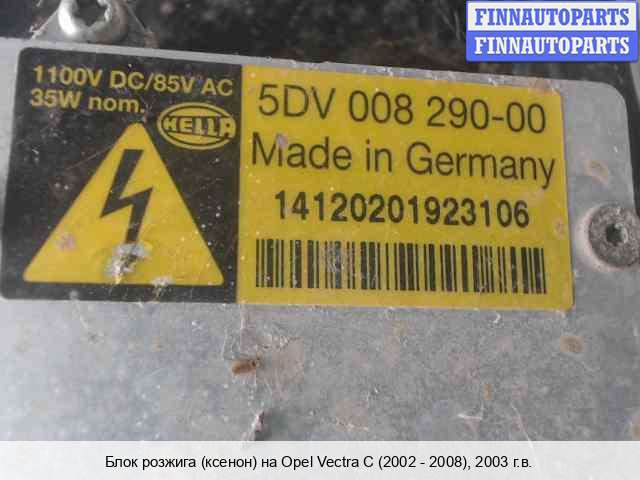 FINNAUTOPARTS
FINNAUTOPARTS
1100V DC/85V AC
35W nom.
HELLA
5DV 008 290-00
Made in Germany
14120201923106
Блок розжига (ксенон) на Opel Vectra C (2002 - 2008), 2003 г.в.